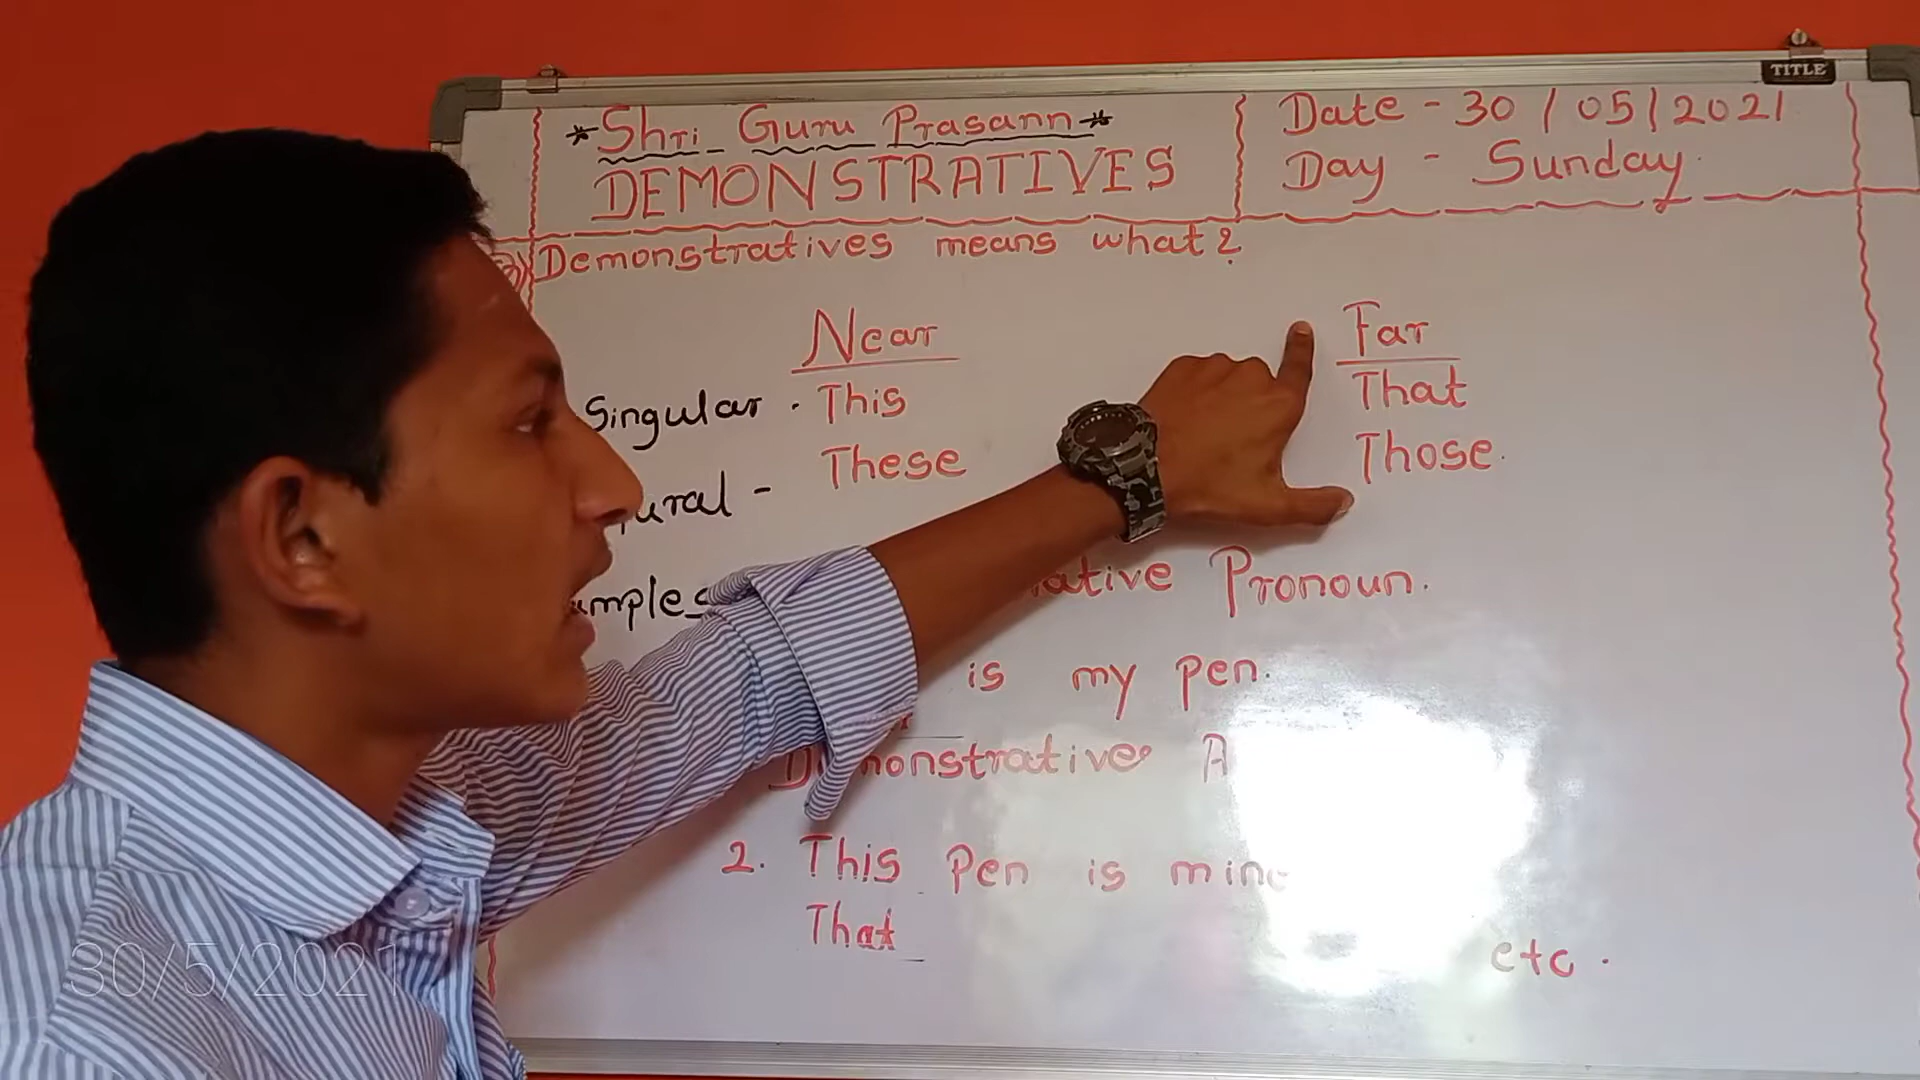 TITLE
*Shri Guru Prasann*
DEMONSTRATIVES
Date - 30/05/2021
Day - Sunday.
Demonstratives means what?
Near Far
Singular . This That
These Those.
Pronoun.
is my pen.
Demonstrative
2. This Pen is
That
etc.
30/5/2021